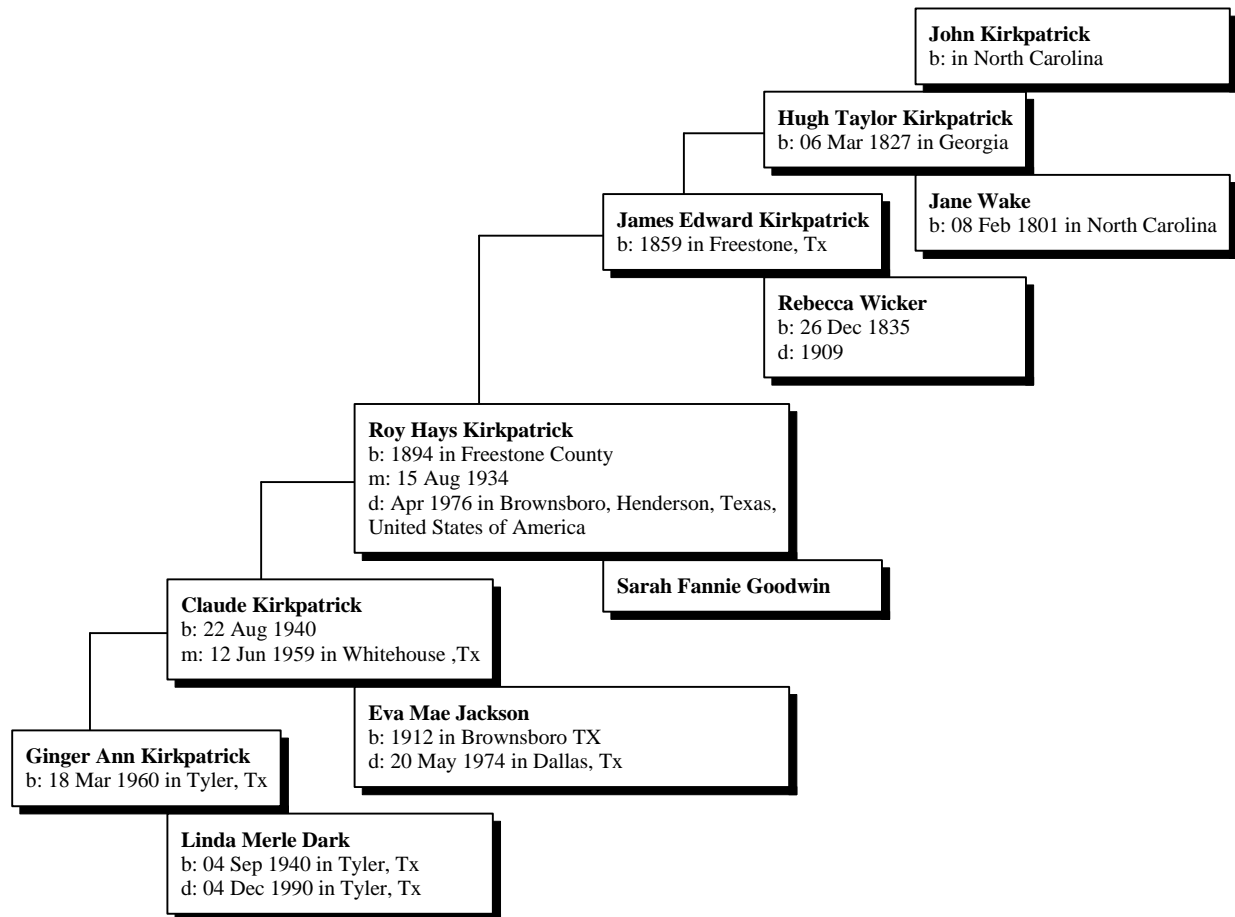 John Kirkpatrick
b: in North Carolina
Hugh Taylor Kirkpatrick
b: 06 Mar 1827 in Georgia
Jane Wake
b: 08 Feb 1801 in North Carolina
James Edward Kirkpatrick
b: 1859 in Freestone, Tx
Rebecca Wicker
b: 26 Dec 1835
d: 1909
Roy Hays Kirkpatrick
b: 1894 in Freestone County
m: 15 Aug 1934
d: Apr 1976 in Brownsboro, Henderson, Texas,
United States of America
Sarah Fannie Goodwin
Claude Kirkpatrick
b: 22 Aug 1940
m: 12 Jun 1959 in Whitehouse ,Tx
Eva Mae Jackson
b: 1912 in Brownsboro TX
d: 20 May 1974 in Dallas, Tx
Ginger Ann Kirkpatrick
b: 18 Mar 1960 in Tyler, Tx
Linda Merle Dark
b: 04 Sep 1940 in Tyler, Tx
d: 04 Dec 1990 in Tyler, Tx